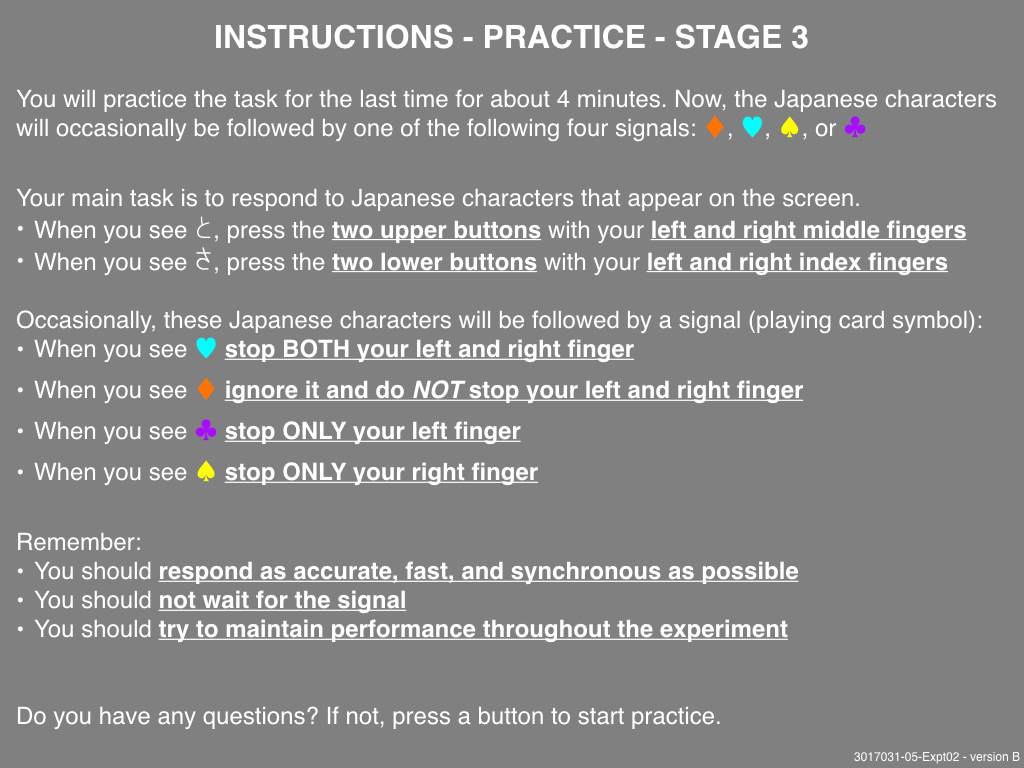 INSTRUCTIONS - PRACTICE - STAGE 3
You will practice the task for the last time for about 4 minutes. Now, the Japanese characters
will occasionally be followed by one of the following four signals: ♦, ♥, ♠, or ♣
Your main task is to respond to Japanese characters that appear on the screen.
• When you see と, press the two upper buttons with your left and right middle fingers
• When you see さ, press the two lower buttons with your left and right index fingers
Occasionally, these Japanese characters will be followed by a signal (playing card symbol):
• When you see ♥ stop BOTH your left and right finger
• When you see ♦ ignore it and do NOT stop your left and right finger
• When you see ♣ stop ONLY your left finger
• When you see ♠ stop ONLY your right finger
Remember:
• You should respond as accurate, fast, and synchronous as possible
• You should not wait for the signal
• You should try to maintain performance throughout the experiment
Do you have any questions? If not, press a button to start practice.
3017031-05-Expt02 - version B